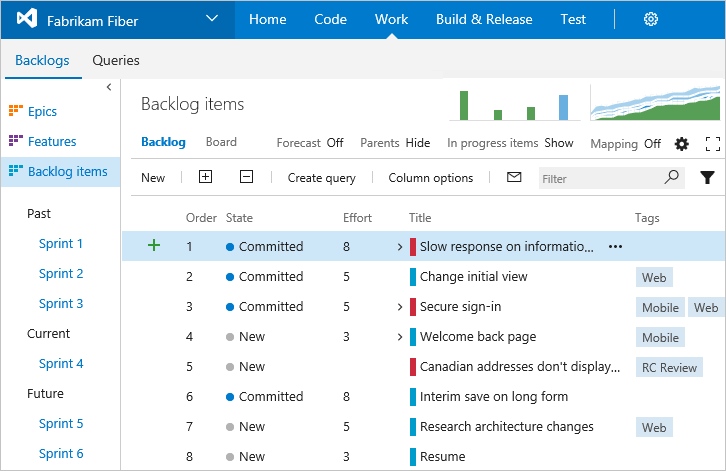 Fabrikam Fiber Home Code Work Build & Release Test
Backlogs Queries
Epics
Features
Backlog items
Past
Sprint 1
Sprint 2
Sprint 3
Current
Sprint 4
Future
Sprint 5
Sprint 6
Backlog items
Backlog Board Forecast Off Parents Hide In progress items Show Mapping Off
New Create query Column options Filter
Order State Effort Title Tags
1 Committed 8 Slow response on informatio... ...
2 Committed 5 Change initial view Web
3 Committed 5 Secure sign-in Mobile Web
4 New 3 Welcome back page Mobile
5 New Canadian addresses don't display... RC Review
6 Committed 8 Interim save on long form
7 New 5 Research architecture changes Web
8 New 3 Resume